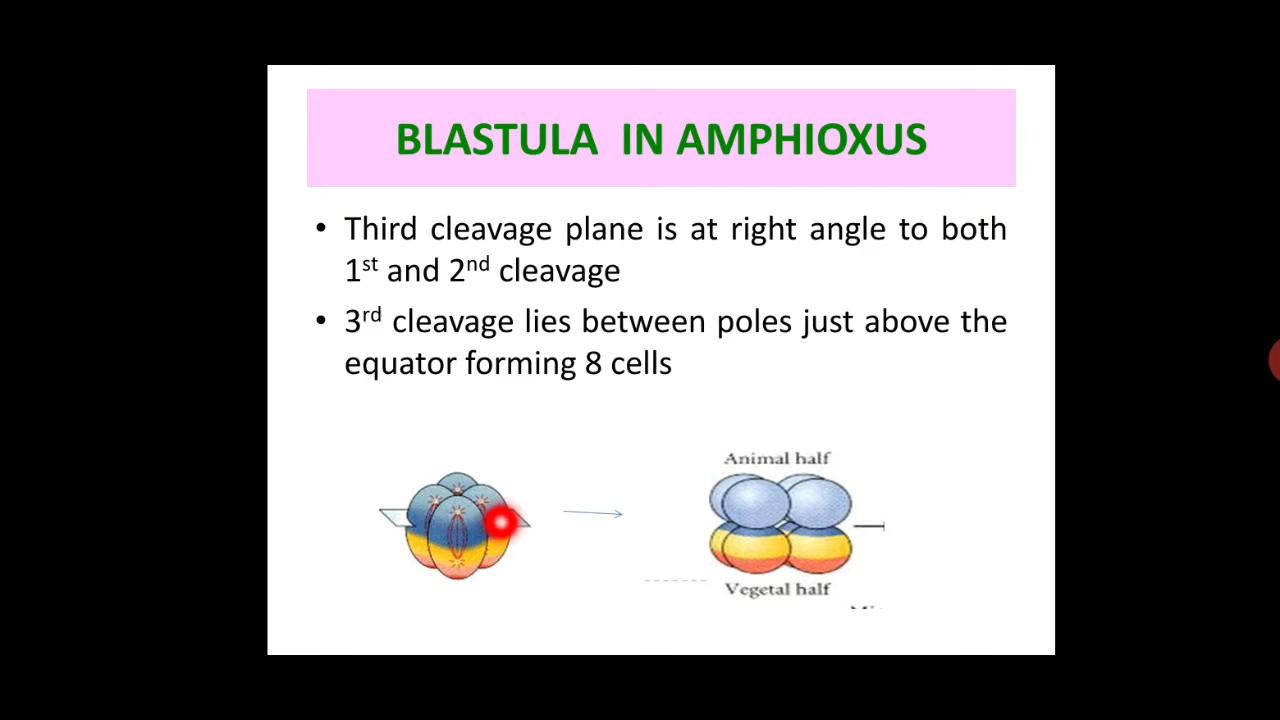 BLASTULA IN AMPHIOXUS
• Third cleavage plane is at right angle to both
1st and 2nd cleavage
• 3rd cleavage lies between poles just above the
equator forming 8 cells
Animal half
Vegetal half